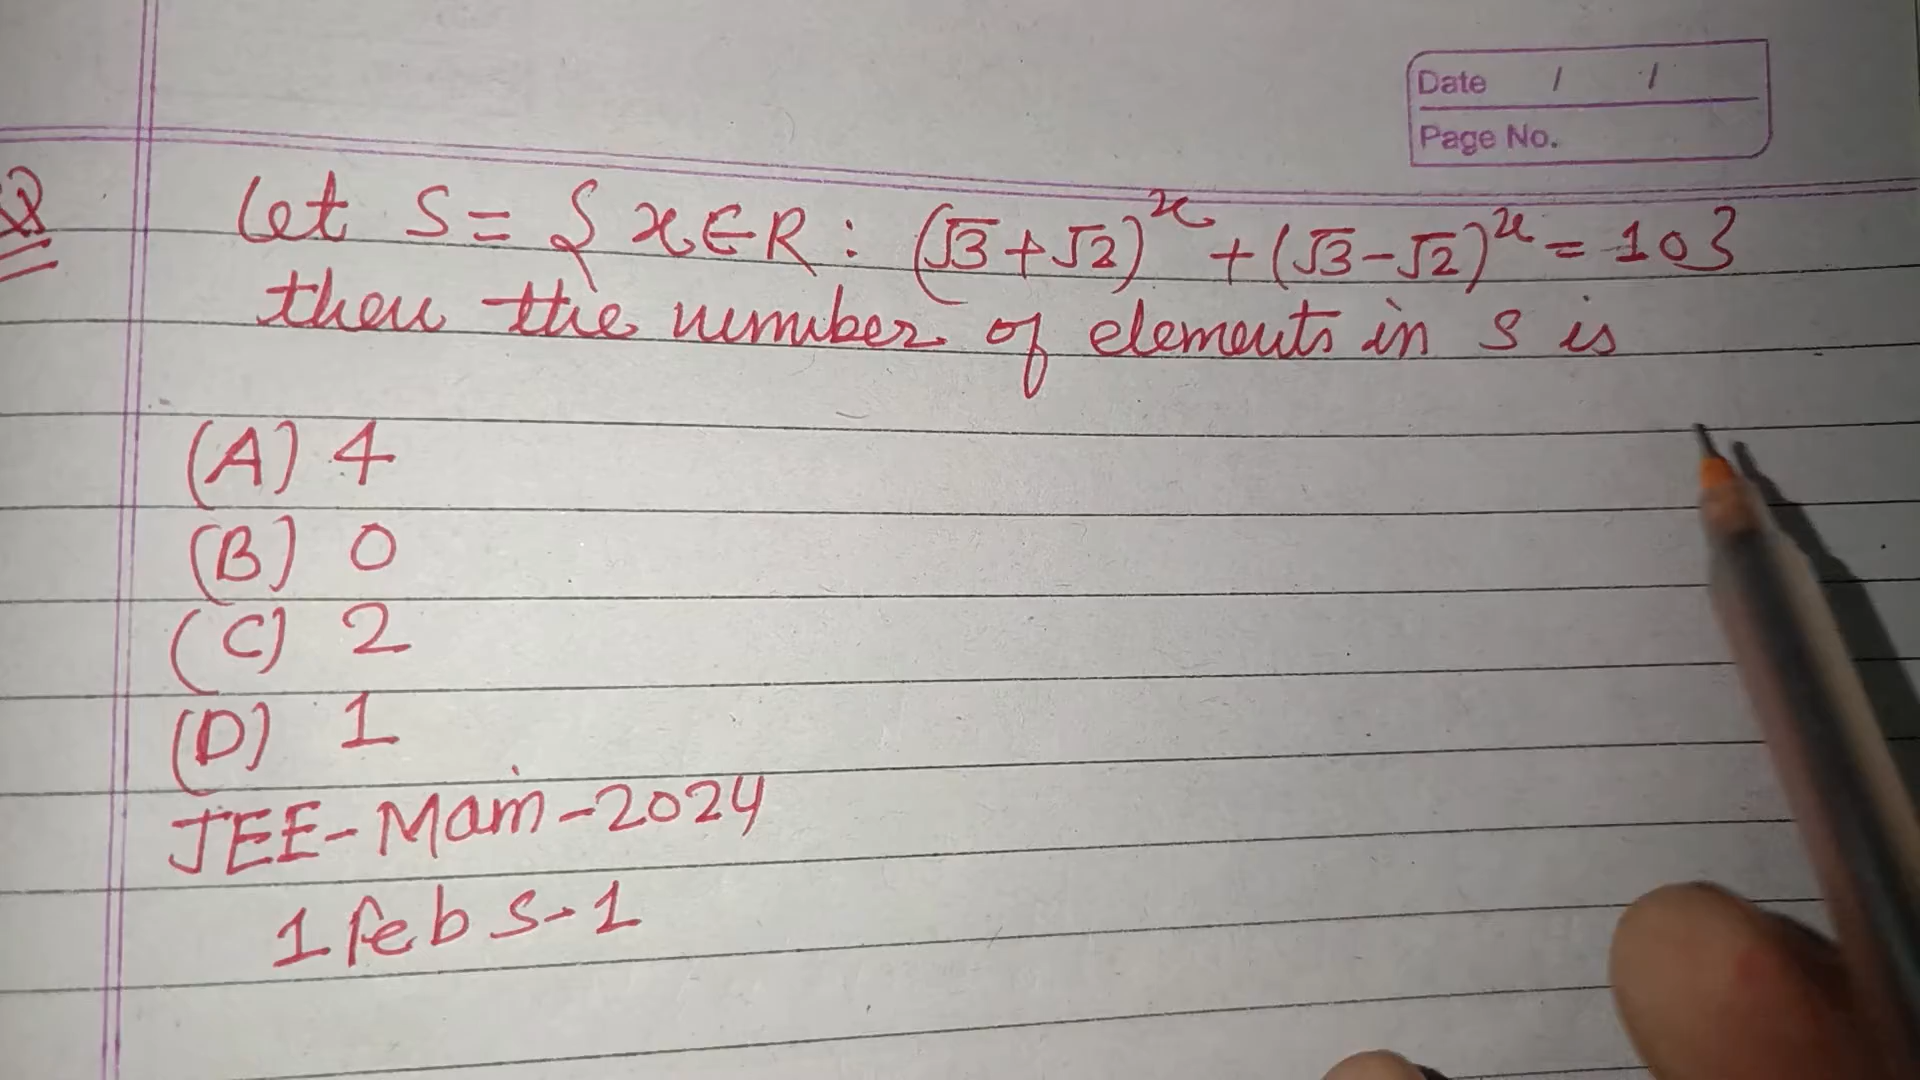 Date / /
Page No.
Q Let S = { x ∈ R : (√3+√2)^x + (√3-√2)^x = 10}
then the number of elements in S is
(A) 4
(B) 0
(C) 2
(D) 1
JEE-Main-2024
1 feb S-1